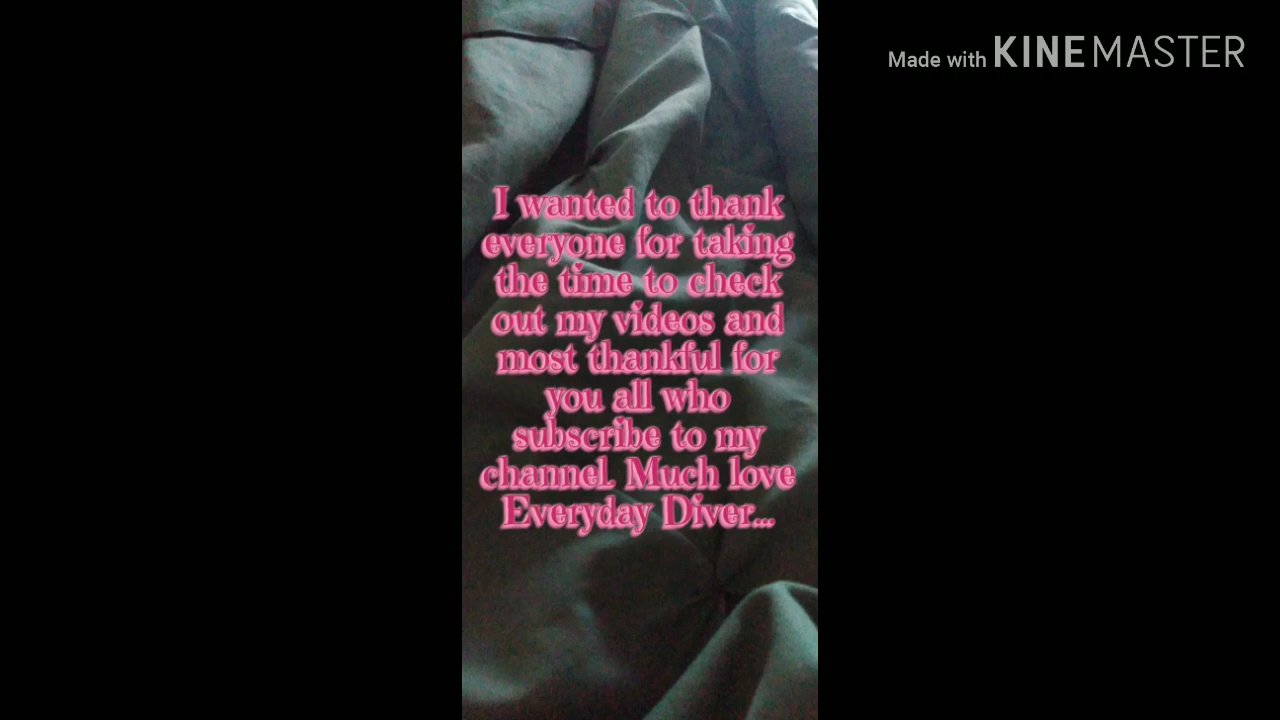 Made with KINEMASTER
I wanted to thank
everyone for taking
the time to check
out my videos and
most thankful for
you all who
subscribe to my
channel. Much love
Everyday Diver...